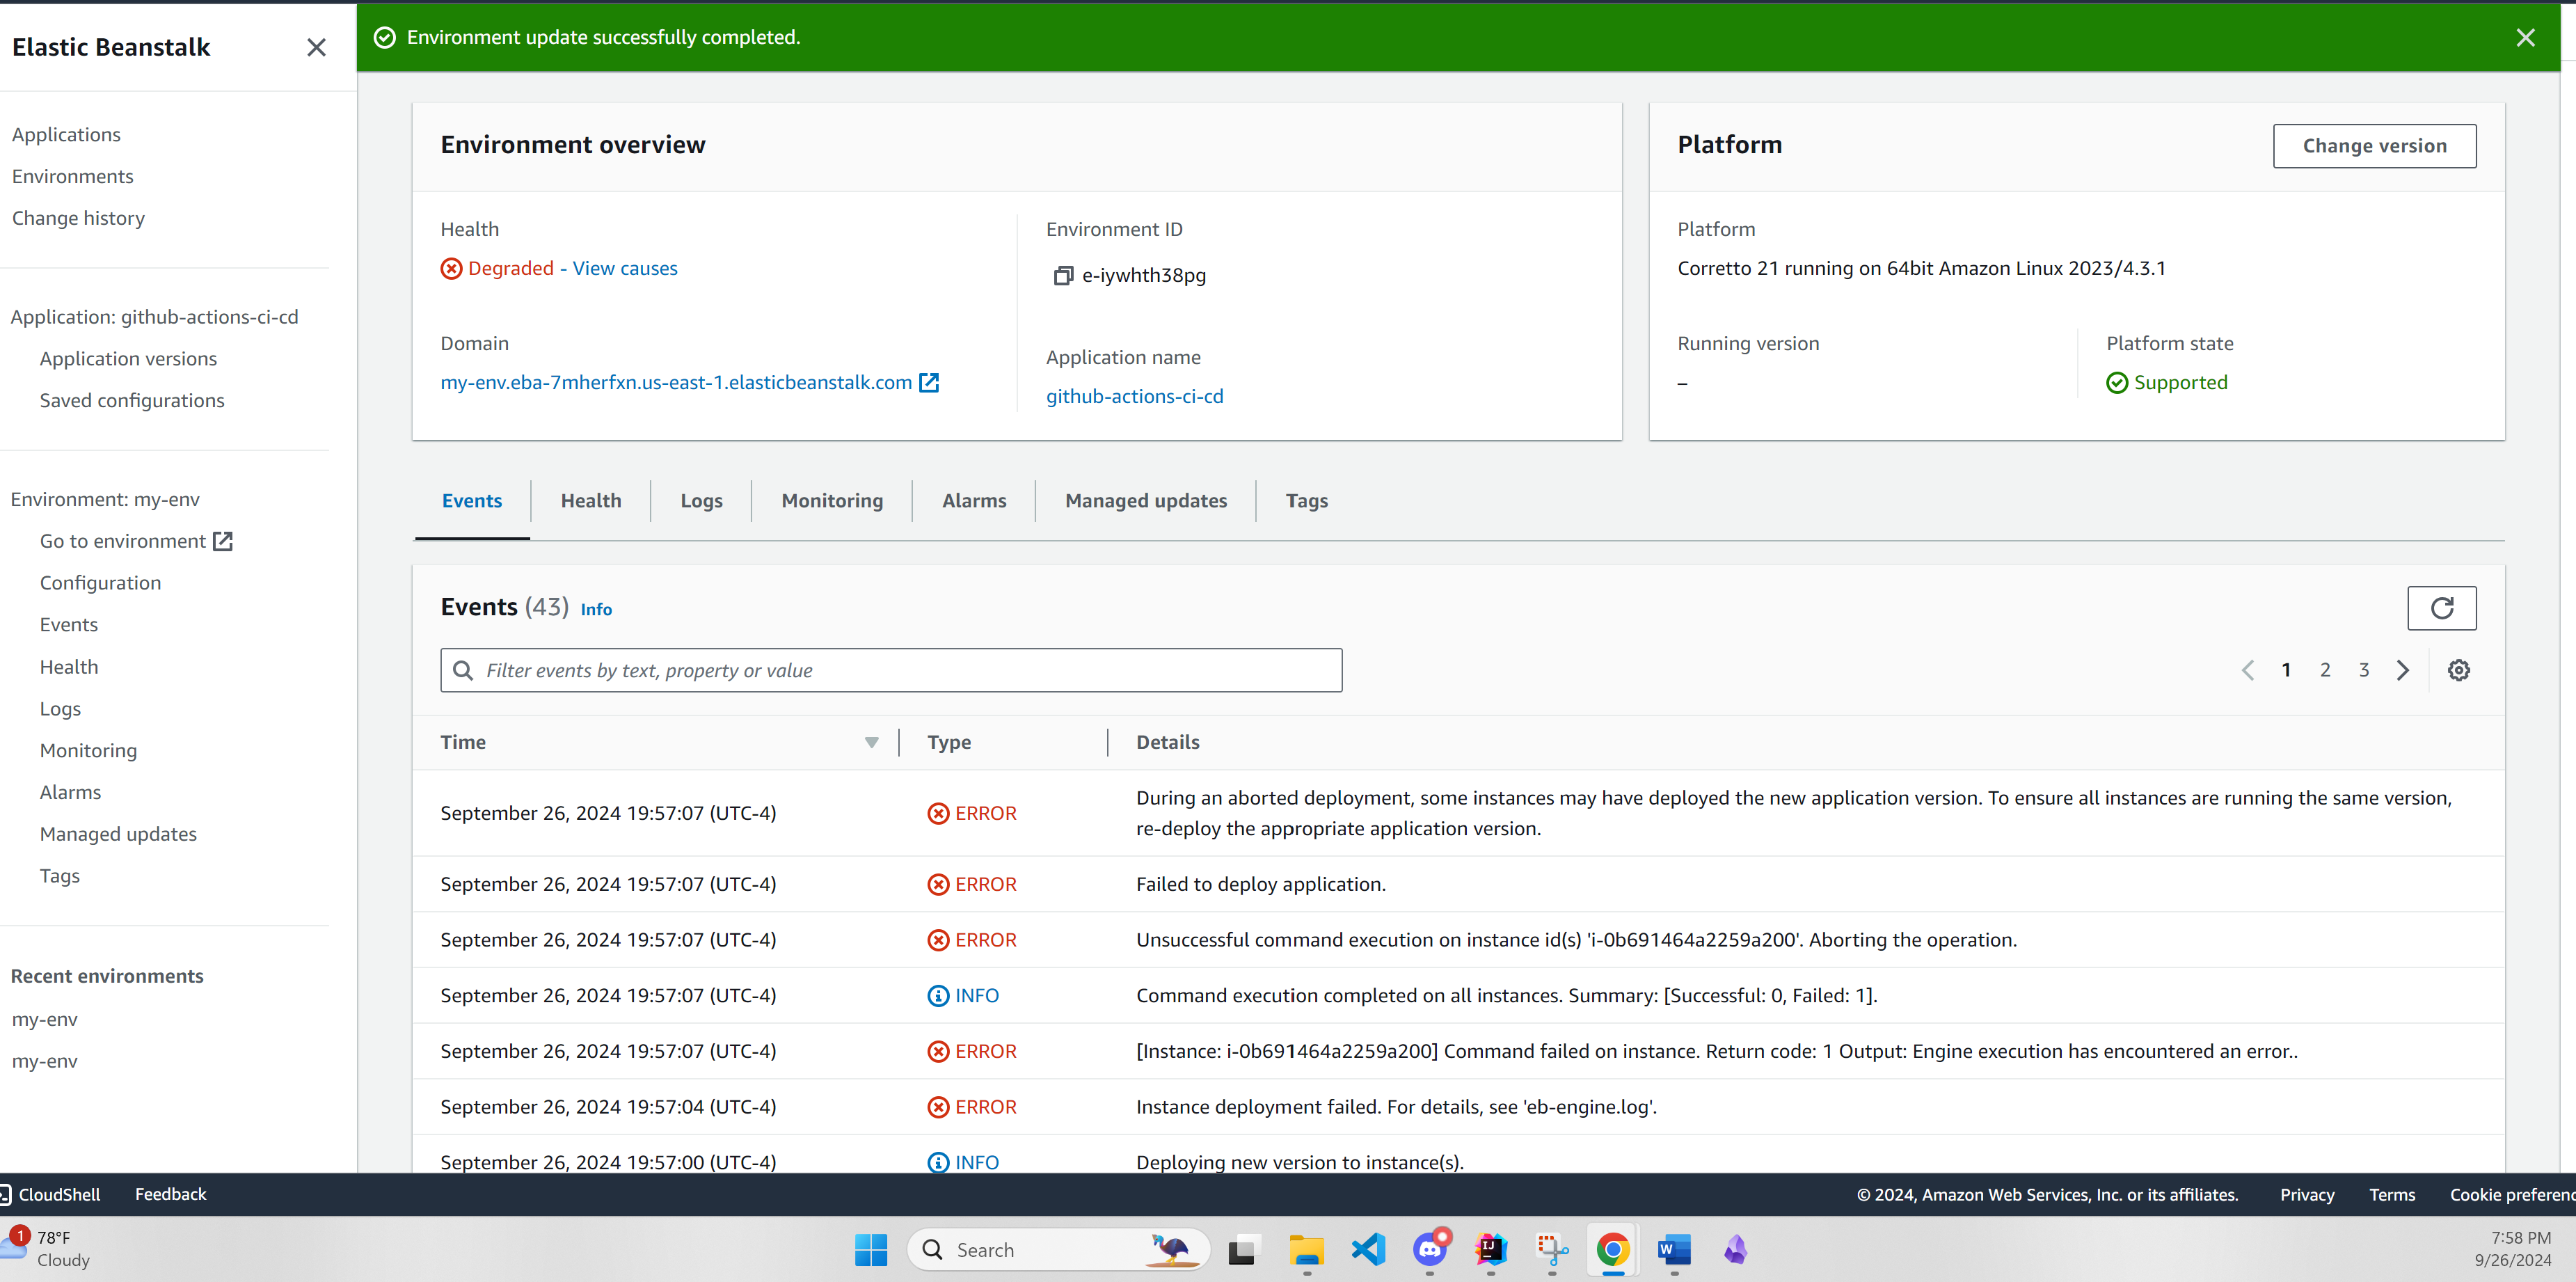 Elastic Beanstalk
Environment update successfully completed.
Applications
Environments
Change history
Application: github-actions-ci-cd
Application versions
Saved configurations
Environment: my-env
Go to environment
Configuration
Events
Health
Logs
Monitoring
Alarms
Managed updates
Tags
Recent environments
my-env
my-env
Environment overview
Health
Degraded - View causes
Environment ID
e-iywhth38pg
Domain
my-env.eba-7mherfxn.us-east-1.elasticbeanstalk.com
Application name
github-actions-ci-cd
Platform
Change version
Platform
Corretto 21 running on 64bit Amazon Linux 2023/4.3.1
Running version
–
Platform state
Supported
Events Health Logs Monitoring Alarms Managed updates Tags
Events (43) Info
Filter events by text, property or value
1 2 3
Time Type Details
September 26, 2024 19:57:07 (UTC-4) ERROR During an aborted deployment, some instances may have deployed the new application version. To ensure all instances are running the same version,
re-deploy the appropriate application version.
September 26, 2024 19:57:07 (UTC-4) ERROR Failed to deploy application.
September 26, 2024 19:57:07 (UTC-4) ERROR Unsuccessful command execution on instance id(s) 'i-0b691464a2259a200'. Aborting the operation.
September 26, 2024 19:57:07 (UTC-4) INFO Command execution completed on all instances. Summary: [Successful: 0, Failed: 1].
September 26, 2024 19:57:07 (UTC-4) ERROR [Instance: i-0b691464a2259a200] Command failed on instance. Return code: 1 Output: Engine execution has encountered an error..
September 26, 2024 19:57:04 (UTC-4) ERROR Instance deployment failed. For details, see 'eb-engine.log'.
September 26, 2024 19:57:00 (UTC-4) INFO Deploying new version to instance(s).
CloudShell Feedback © 2024, Amazon Web Services, Inc. or its affiliates. Privacy Terms Cookie preferenc
1
78°F
Cloudy
Search
IJ
W
7:58 PM
9/26/2024